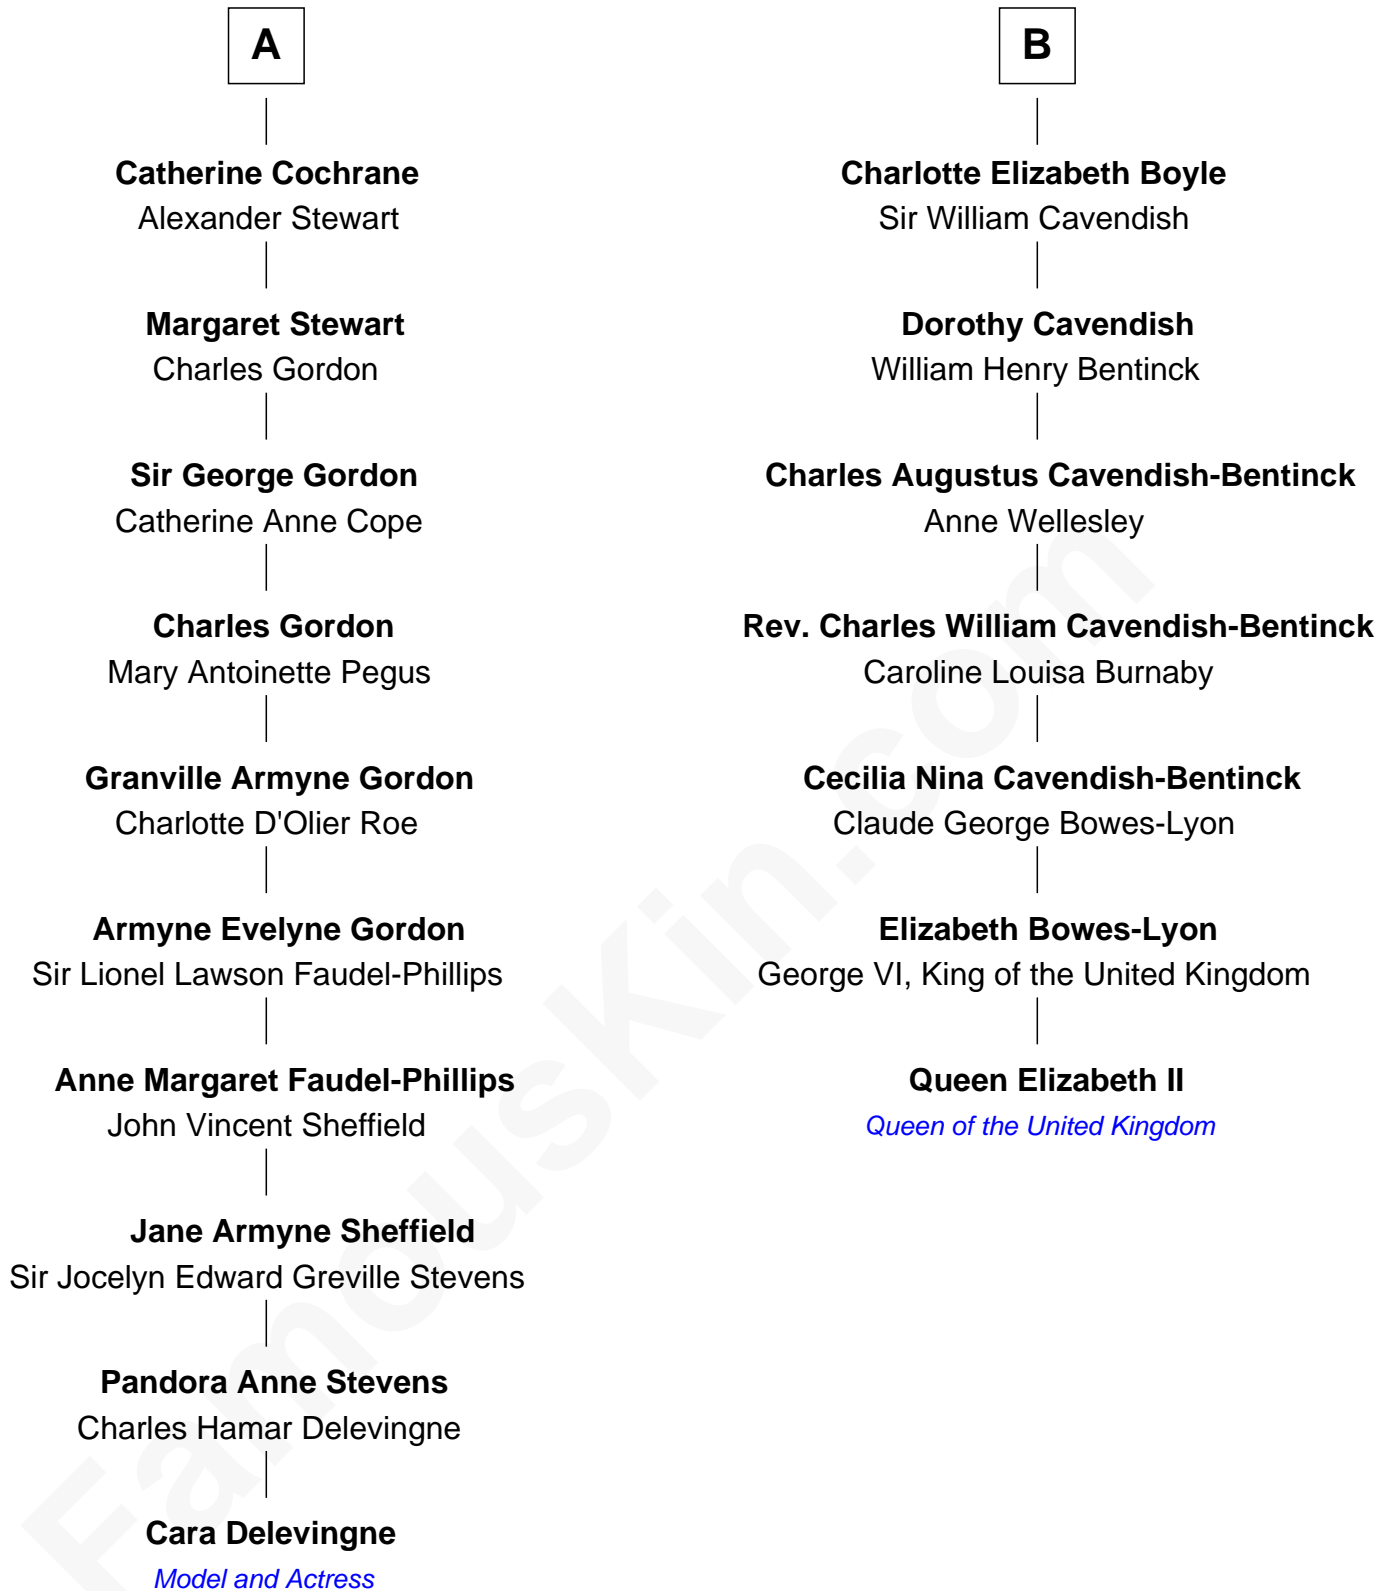 A
Catherine Cochrane
Alexander Stewart
Margaret Stewart
Charles Gordon
Sir George Gordon
Catherine Anne Cope
Charles Gordon
Mary Antoinette Pegus
Granville Armyne Gordon
Charlotte D'Olier Roe
Armyne Evelyne Gordon
Sir Lionel Lawson Faudel-Phillips
Anne Margaret Faudel-Phillips
John Vincent Sheffield
Jane Armyne Sheffield
Sir Jocelyn Edward Greville Stevens
Pandora Anne Stevens
Charles Hamar Delevingne
Cara Delevingne
Model and Actress
B
Charlotte Elizabeth Boyle
Sir William Cavendish
Dorothy Cavendish
William Henry Bentinck
Charles Augustus Cavendish-Bentinck
Anne Wellesley
Rev. Charles William Cavendish-Bentinck
Caroline Louisa Burnaby
Cecilia Nina Cavendish-Bentinck
Claude George Bowes-Lyon
Elizabeth Bowes-Lyon
George VI, King of the United Kingdom
Queen Elizabeth II
Queen of the United Kingdom
FamousKin.com